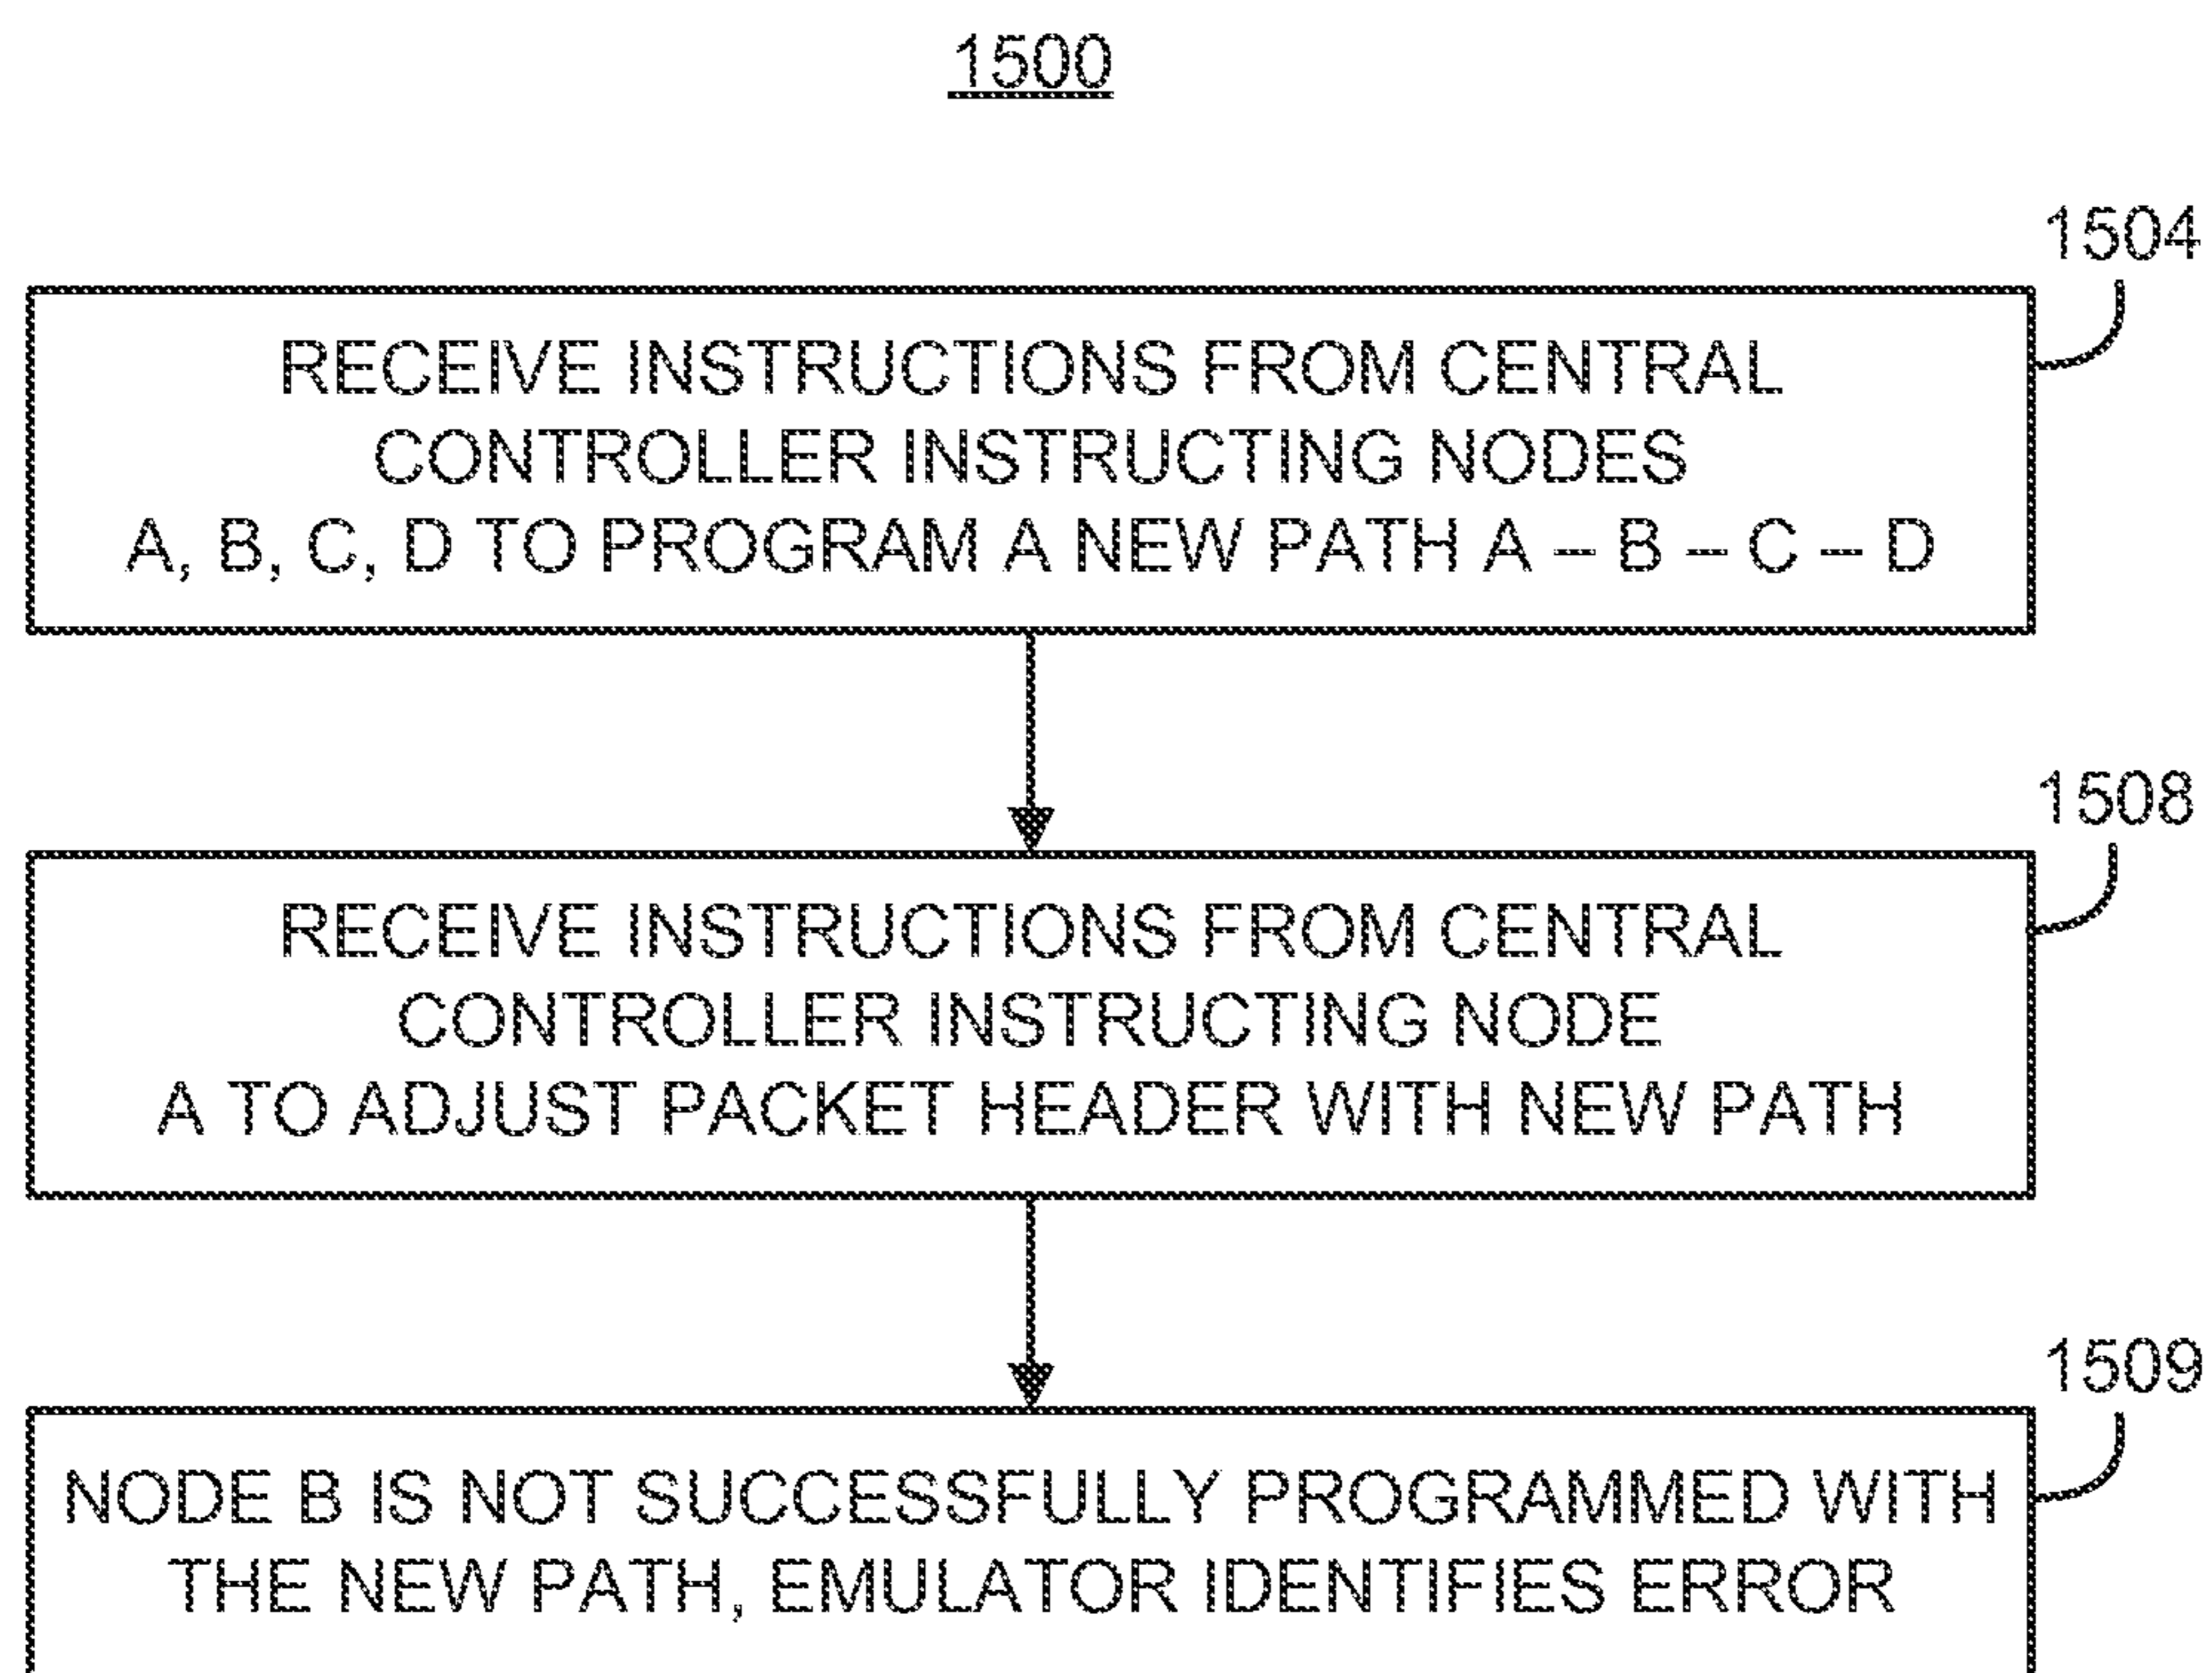 1500
1504
RECEIVE INSTRUCTIONS FROM CENTRAL
CONTROLLER INSTRUCTING NODES
A, B, C, D TO PROGRAM A NEW PATH A – B – C – D
1508
RECEIVE INSTRUCTIONS FROM CENTRAL
CONTROLLER INSTRUCTING NODE
A TO ADJUST PACKET HEADER WITH NEW PATH
1509
NODE B IS NOT SUCCESSFULLY PROGRAMMED WITH
THE NEW PATH, EMULATOR IDENTIFIES ERROR